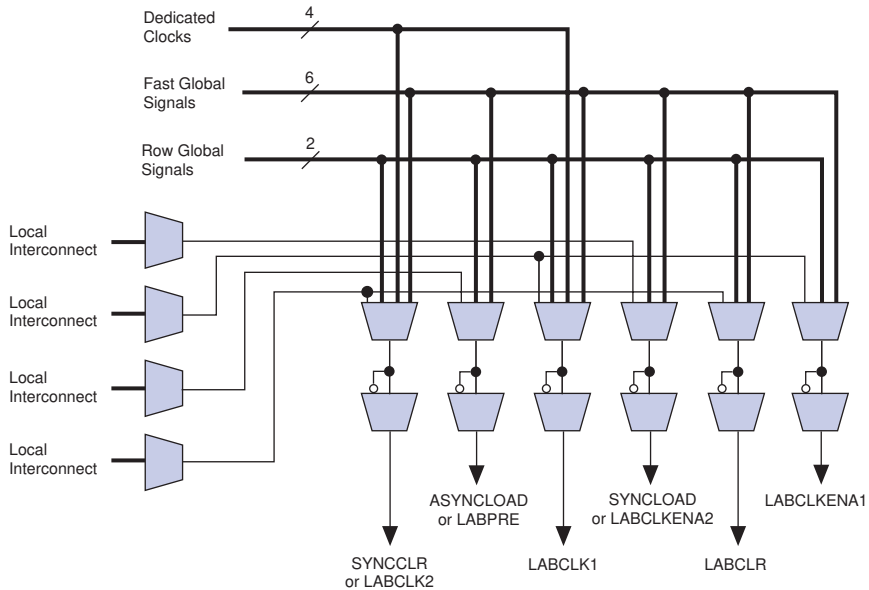 Dedicated
Clocks
4
Fast Global
Signals
6
Row Global
Signals
2
Local
Interconnect
Local
Interconnect
Local
Interconnect
Local
Interconnect
ASYNCLOAD
or LABPRE
SYNCLOAD
or LABCLKENA2
LABCLKENA1
SYNCCLR
or LABCLK2
LABCLK1
LABCLR